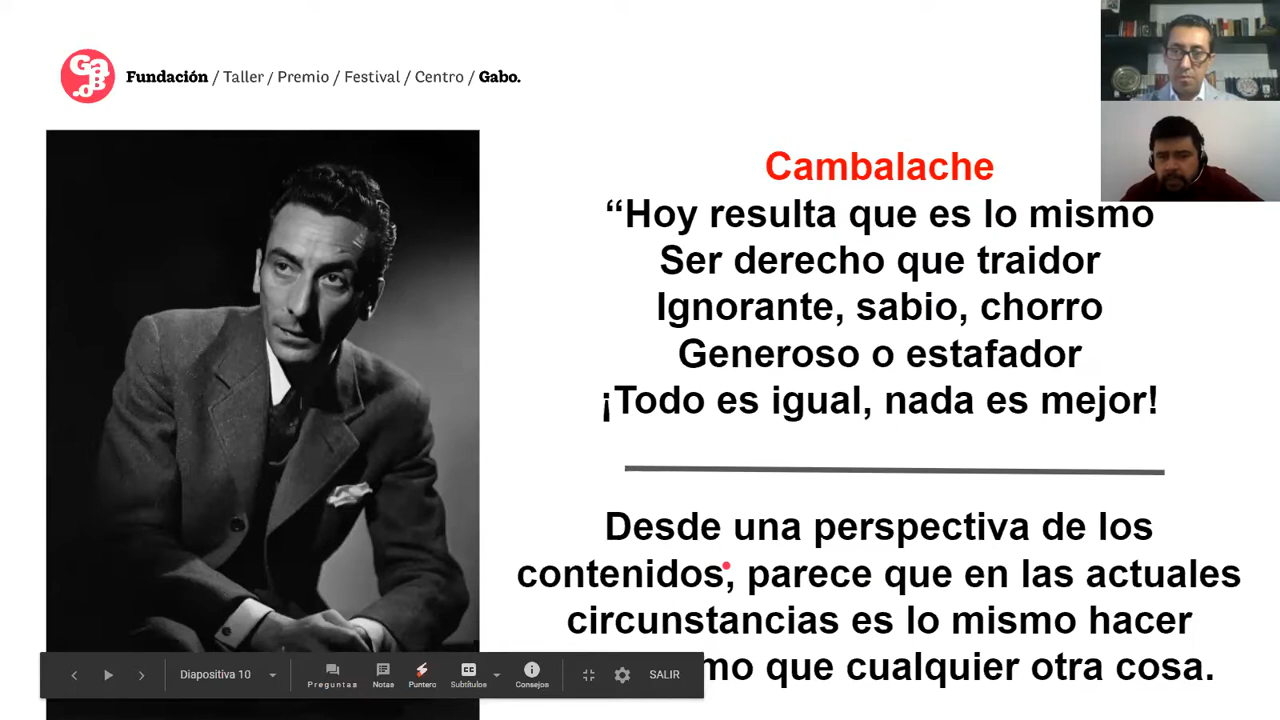 Gabo.
Fundación / Taller / Premio / Festival / Centro / Gabo.
Cambalache
“Hoy resulta que es lo mismo
Ser derecho que traidor
Ignorante, sabio, chorro
Generoso o estafador
¡Todo es igual, nada es mejor!
Desde una perspectiva de los
contenidos, parece que en las actuales
circunstancias es lo mismo hacer
mo que cualquier otra cosa.
Diapositiva 10
Preguntas
Notas
Puntero
CC
Subtítulos
Consejos
SALIR